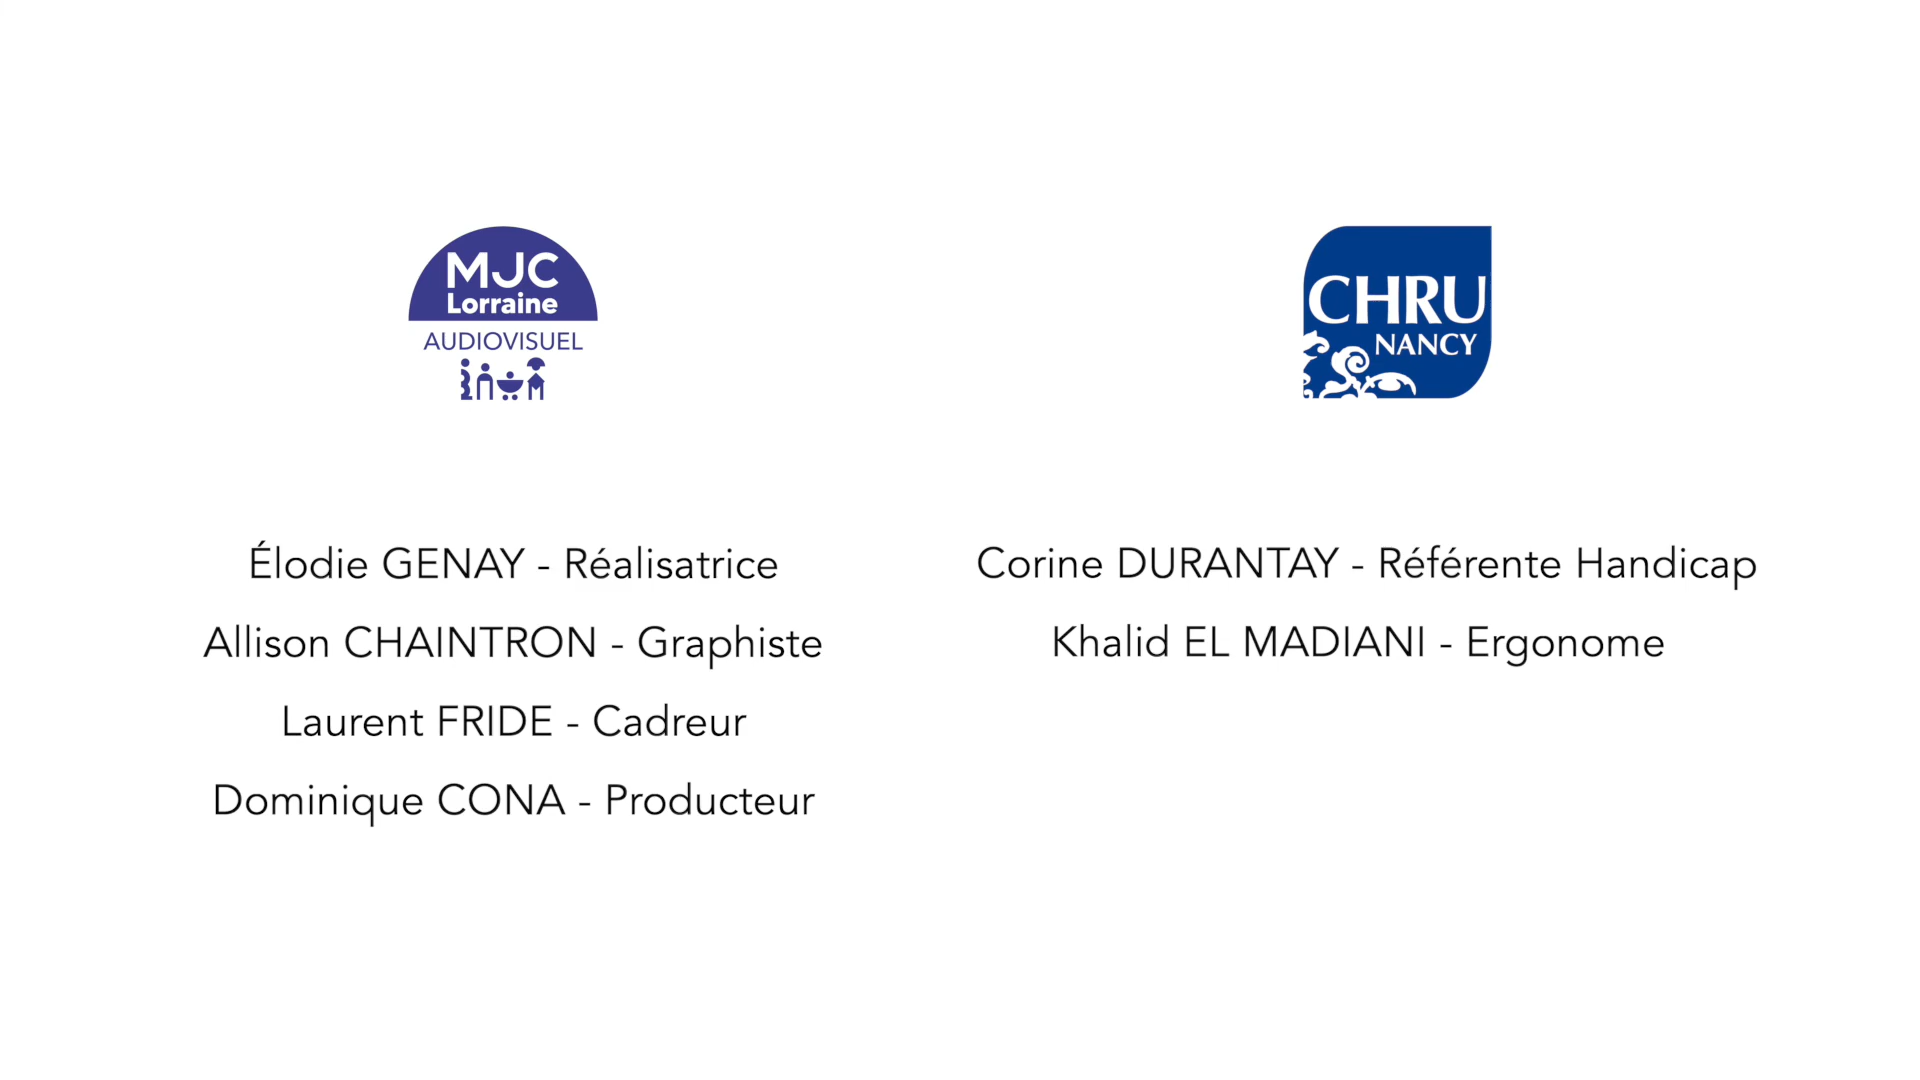 MJC
Lorraine
AUDIOVISUEL
Élodie GENAY - Réalisatrice
Allison CHAINTRON - Graphiste
Laurent FRIDE - Cadreur
Dominique CONA - Producteur
CHRU
NANCY
Corine DURANTAY - Référente Handicap
Khalid EL MADIANI - Ergonome